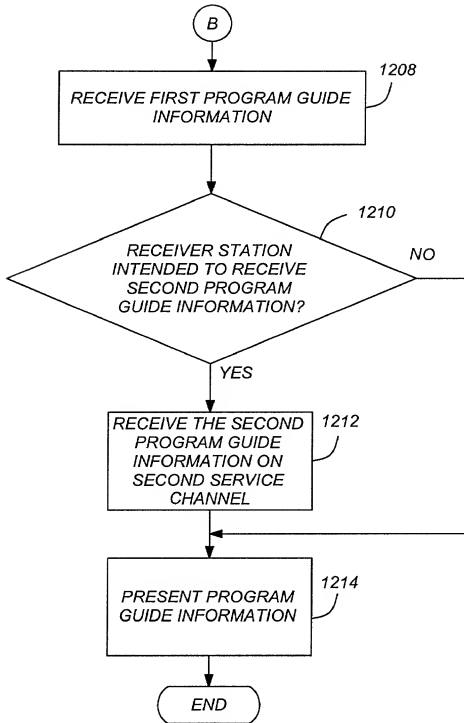 B
1208
RECEIVE FIRST PROGRAM GUIDE
INFORMATION
1210
RECEIVER STATION
INTENDED TO RECEIVE
SECOND PROGRAM
GUIDE INFORMATION?
NO
YES
RECEIVE THE SECOND
PROGRAM GUIDE
INFORMATION ON
SECOND SERVICE
CHANNEL
1212
PRESENT PROGRAM
GUIDE INFORMATION
1214
END